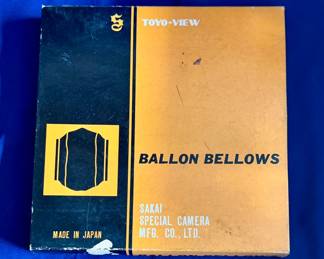 S
TOYO-VIEW
BALLON BELLOWS
SAKAI
SPECIAL CAMERA
MFG. CO., LTD.
MADE IN JAPAN